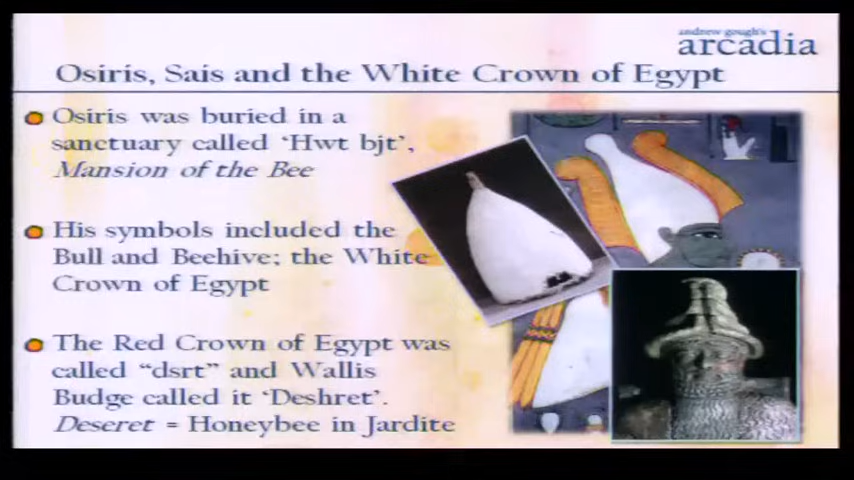 andrew gough's
arcadia
Osiris, Sais and the White Crown of Egypt
Osiris was buried in a
sanctuary called ‘Hwt bjt’,
Mansion of the Bee
His symbols included the
Bull and Beehive; the White
Crown of Egypt
The Red Crown of Egypt was
called “dsrt” and Wallis
Budge called it ‘Deshret’.
Deseret = Honeybee in Jardite